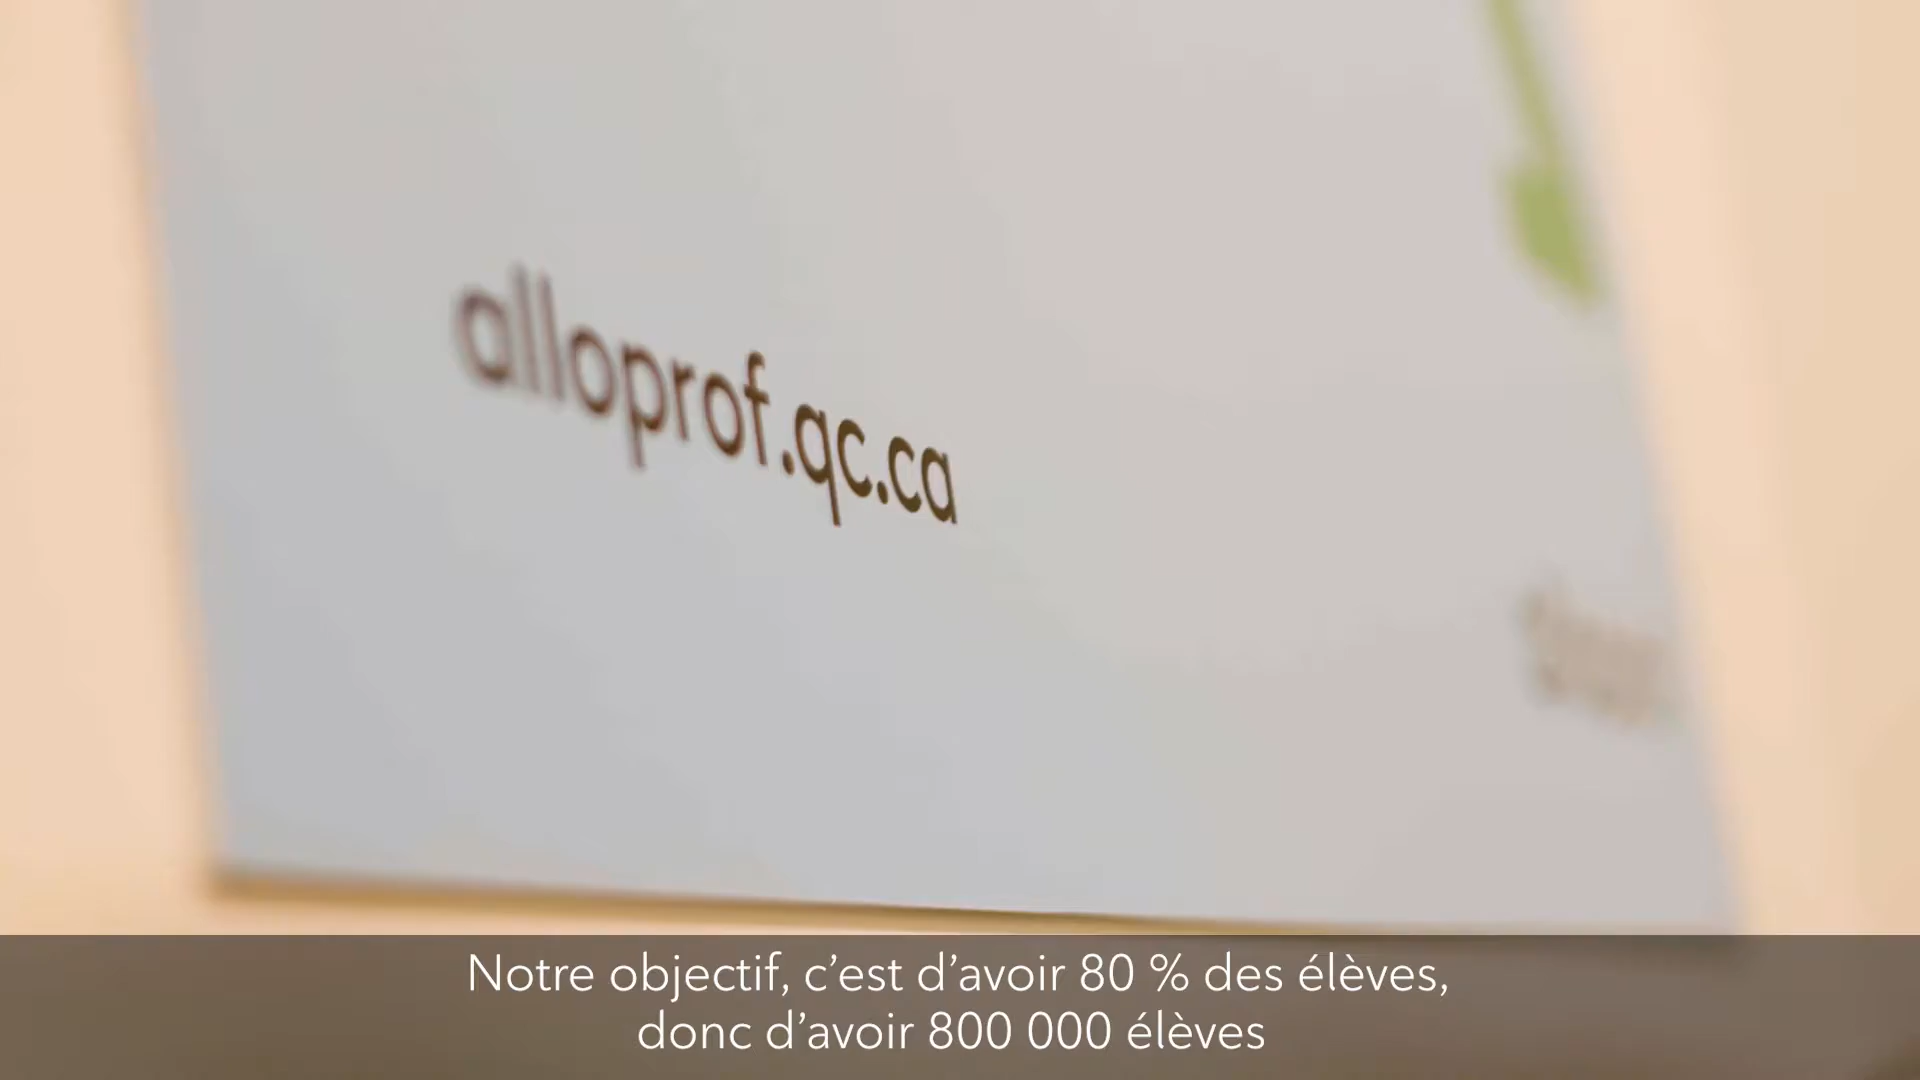 alloprof.qc.ca
Notre objectif, c’est d’avoir 80 % des élèves,
donc d’avoir 800 000 élèves